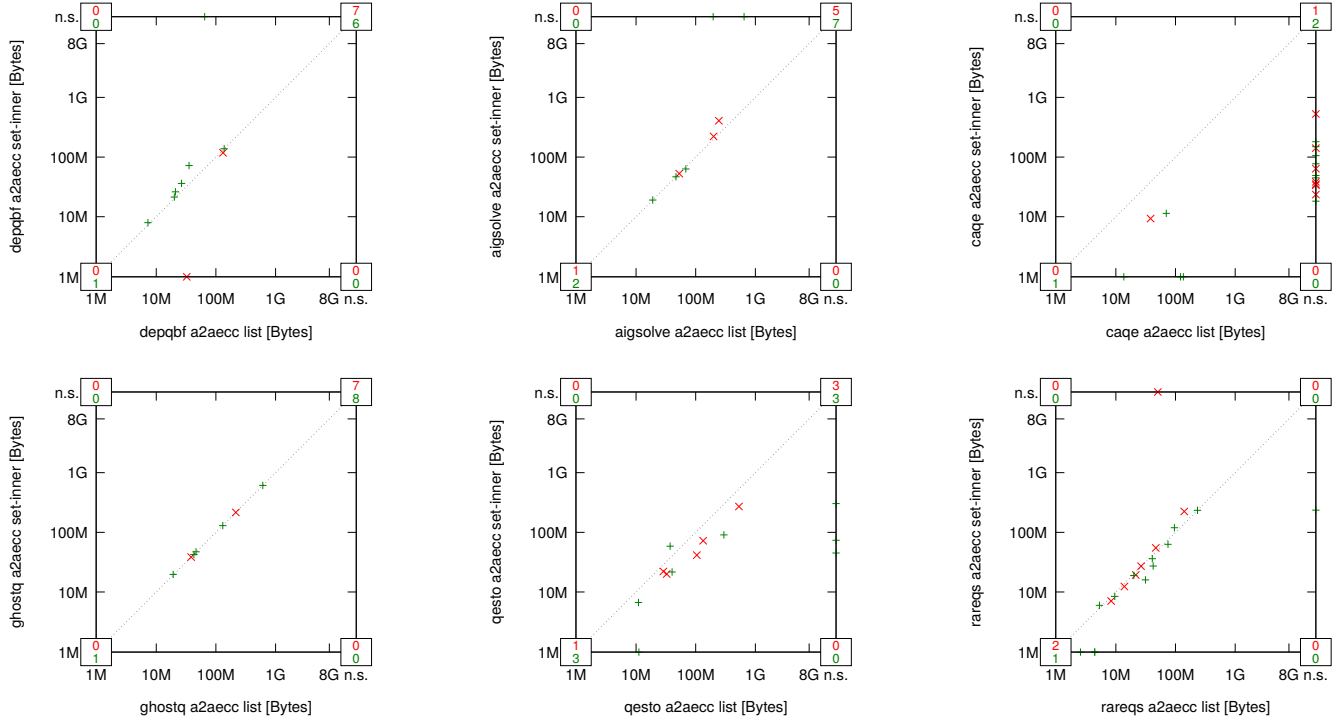 n.s. 0 0 7 6
8G
1G
100M
10M
1M 0 1 0 0
1M 10M 100M 1G 8G n.s.
depqbf a2aecc set-inner [Bytes]
depqbf a2aecc list [Bytes]
n.s. 0 0 5 7
8G
1G
100M
10M
1M 1 2 0 0
1M 10M 100M 1G 8G n.s.
aigsolve a2aecc set-inner [Bytes]
aigsolve a2aecc list [Bytes]
n.s. 0 0 1 2
8G
1G
100M
10M
1M 0 1 0 0
1M 10M 100M 1G 8G n.s.
caqe a2aecc set-inner [Bytes]
caqe a2aecc list [Bytes]
n.s. 0 0 7 8
8G
1G
100M
10M
1M 0 1 0 0
1M 10M 100M 1G 8G n.s.
ghostq a2aecc set-inner [Bytes]
ghostq a2aecc list [Bytes]
n.s. 0 0 3 3
8G
1G
100M
10M
1M 1 3 0 0
1M 10M 100M 1G 8G n.s.
qesto a2aecc set-inner [Bytes]
qesto a2aecc list [Bytes]
n.s. 0 0 0 0
8G
1G
100M
10M
1M 2 1 0 0
1M 10M 100M 1G 8G n.s.
rareqs a2aecc set-inner [Bytes]
rareqs a2aecc list [Bytes]